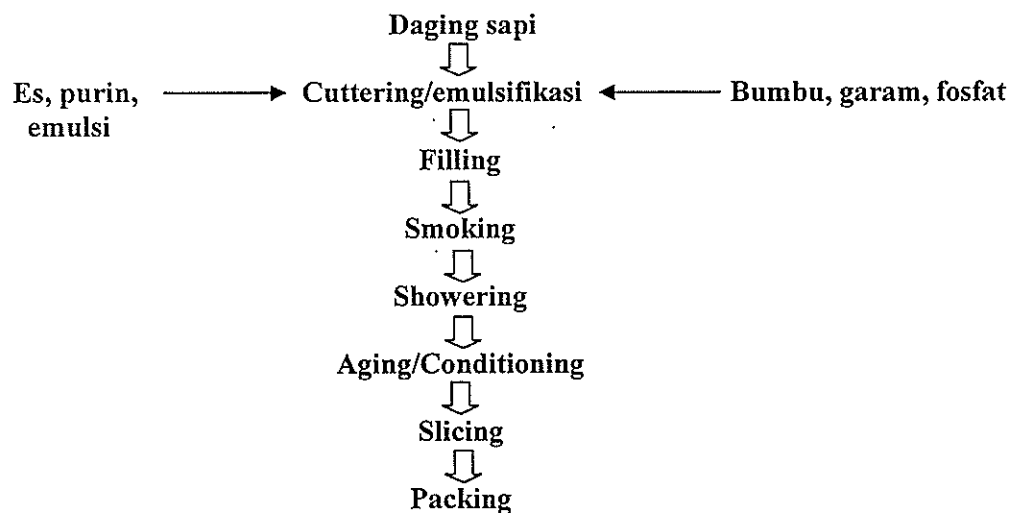 Daging sapi
Es, purin,
emulsi
Cuttering/emulsifikasi
Bumbu, garam, fosfat
Filling
Smoking
Showering
Aging/Conditioning
Slicing
Packing